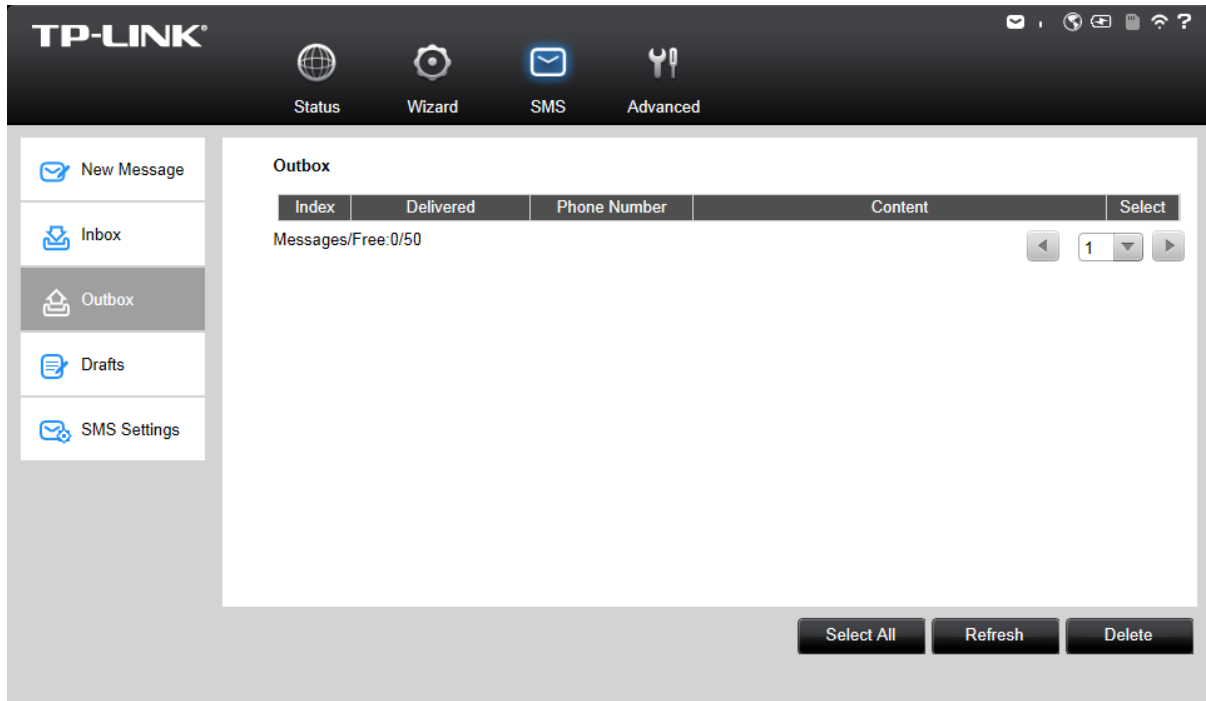 TP-LINK®
?
Status Wizard SMS Advanced
New Message
Inbox
Outbox
Drafts
SMS Settings
Outbox
Index Delivered Phone Number Content Select
Messages/Free:0/50
1
Select All Refresh Delete